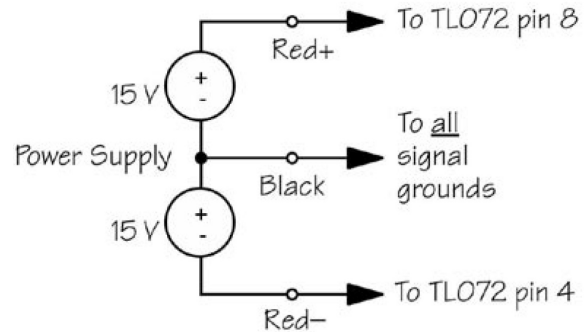 To TL072 pin 8
Red+
+
-
15 V
To all
signal
grounds
Power Supply
Black
+
-
15 V
To TL072 pin 4
Red–